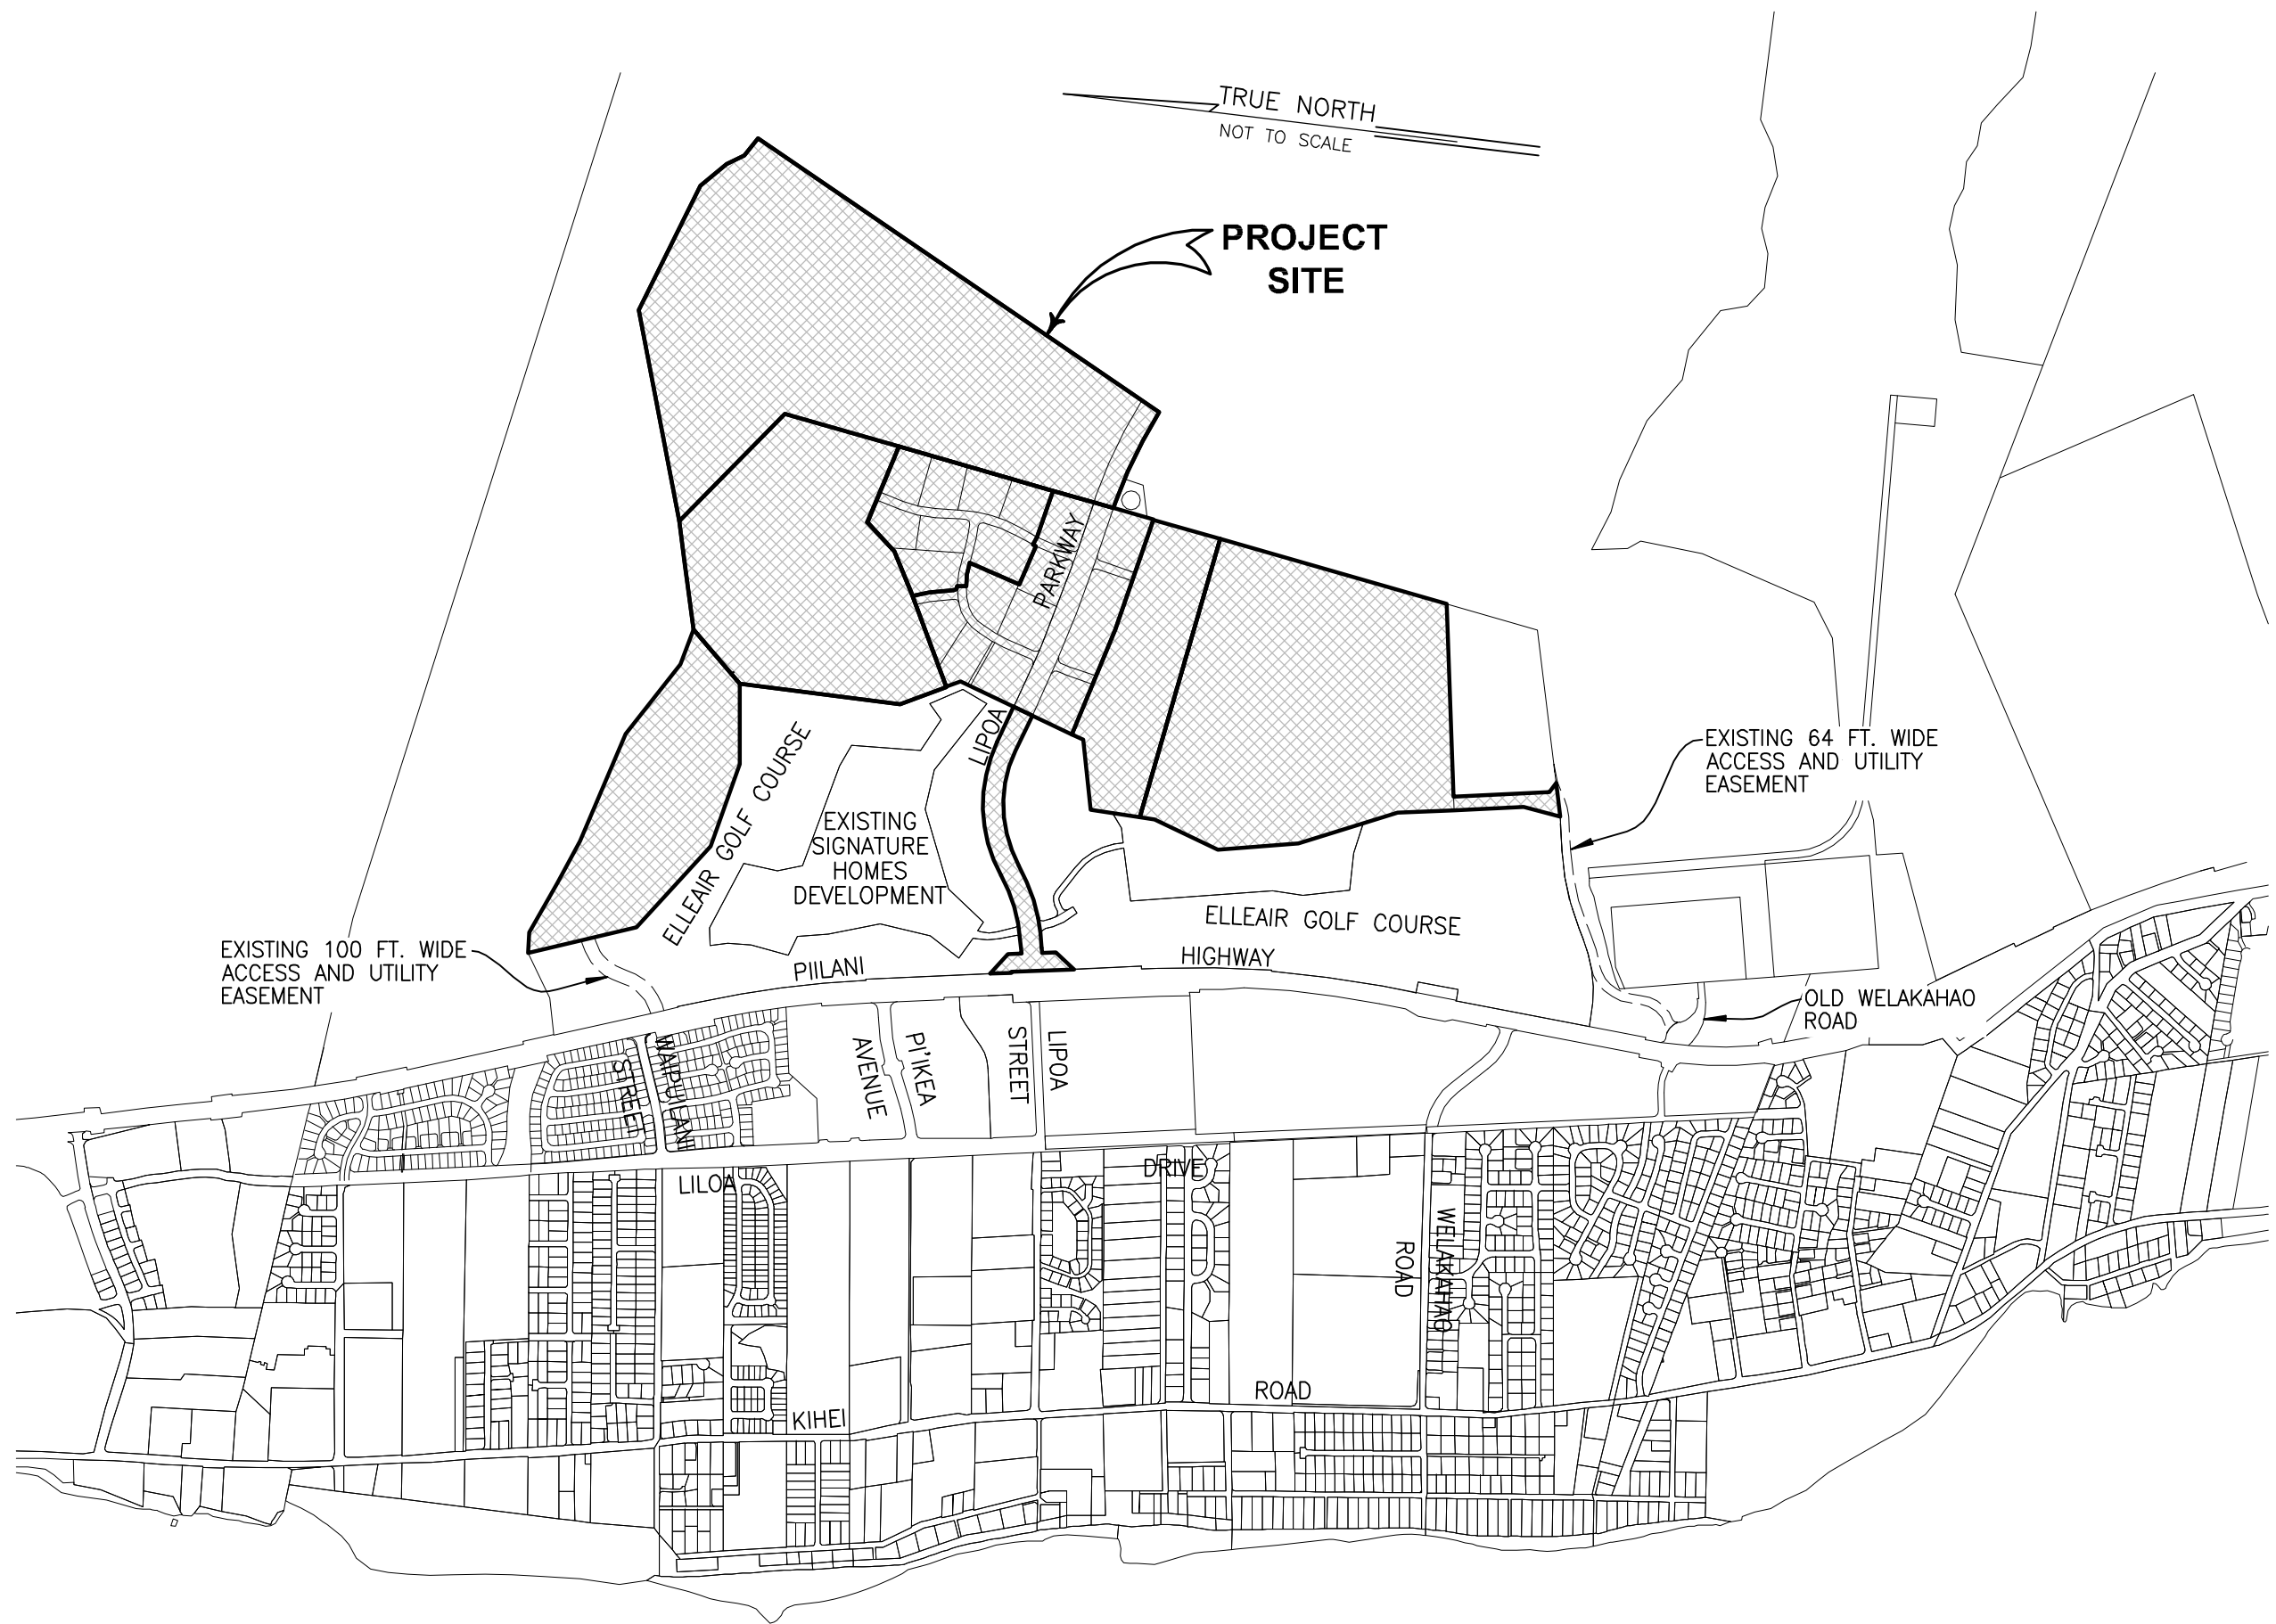 TRUE NORTH
NOT TO SCALE
PROJECT
SITE
PARKWAY
LIPOA
EXISTING 64 FT. WIDE
ACCESS AND UTILITY
EASEMENT
ELLEAIR GOLF COURSE
EXISTING
SIGNATURE
HOMES
DEVELOPMENT
ELLEAIR GOLF COURSE
EXISTING 100 FT. WIDE
ACCESS AND UTILITY
EASEMENT
PIILANI
HIGHWAY
OLD WELAKAHAO
ROAD
WAIPUILANI
STREET
PI'IKEA
AVENUE
LIPOA
STREET
LILOA
DRIVE
WELAKAHAO
ROAD
KIHEI
ROAD